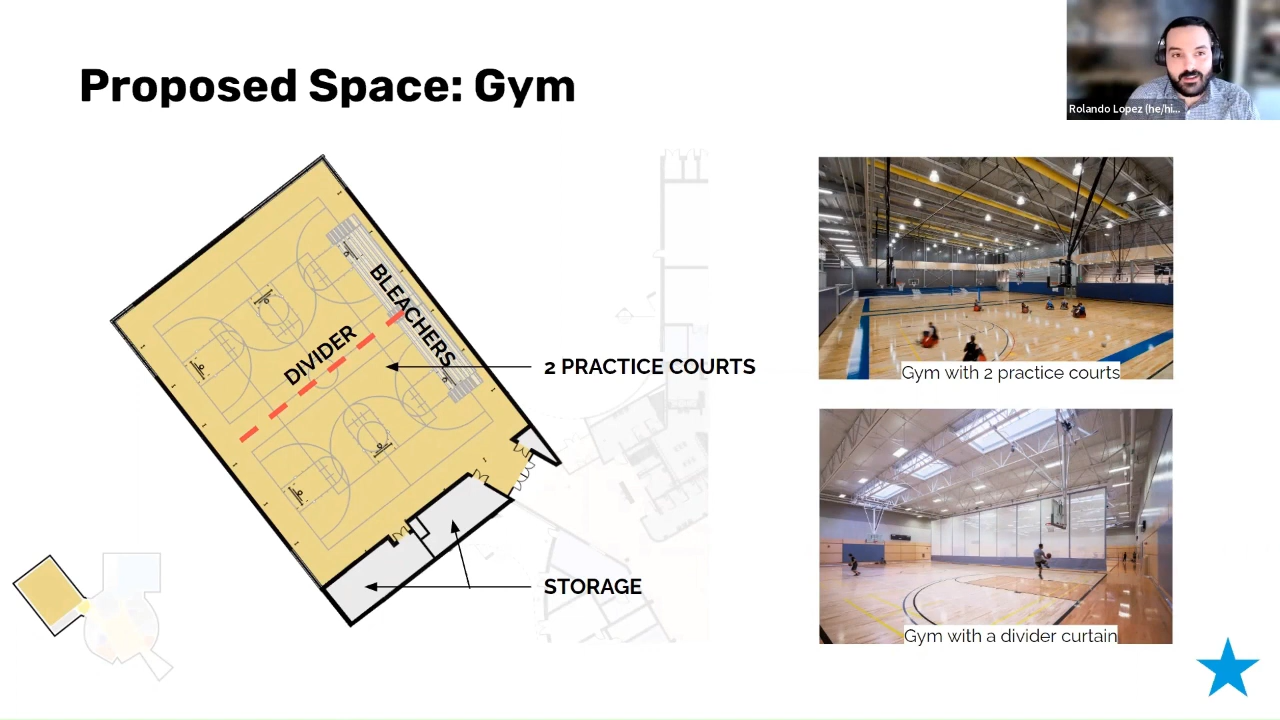 Proposed Space: Gym
Rolando Lopez (he/hi...
BLEACHERS
DIVIDER
2 PRACTICE COURTS
STORAGE
Gym with 2 practice courts
Gym with a divider curtain